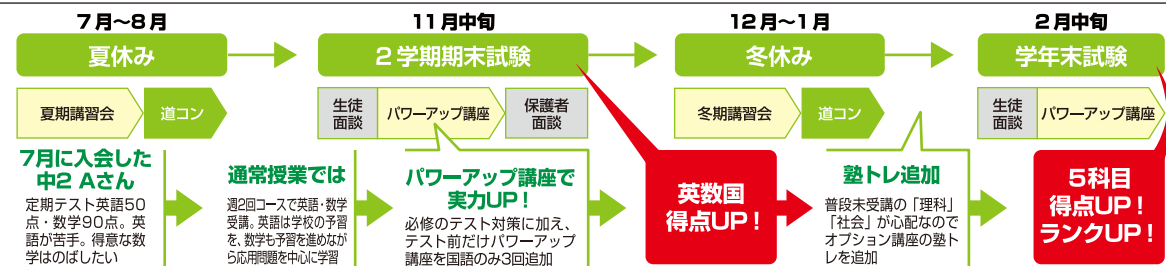 7月～8月
11月中旬
12月～1月
2月中旬
夏休み
2学期期末試験
冬休み
学年末試験
夏期講習会
道コン
生徒
面談
パワーアップ講座
保護者
面談
冬期講習会
道コン
生徒
面談
パワーアップ講座
7月に入会した
中2 Aさん
定期テスト英語50
点・数学90点。英
語が苦手。得意な数
学はのばしたい
通常授業では
週2回コースで英語・数学
受講。英語は学校の予習
を、数学も予習を進めなが
ら応用問題を中心に学習
パワーアップ講座で
実力UP！
必修のテスト対策に加え、
テスト前だけパワーアップ
講座を国語のみ3回追加
英数国
得点UP！
塾トレ追加
普段未受講の「理科」
「社会」が心配なので
オプション講座の塾ト
レを追加
5科目
得点UP！
ランクUP！